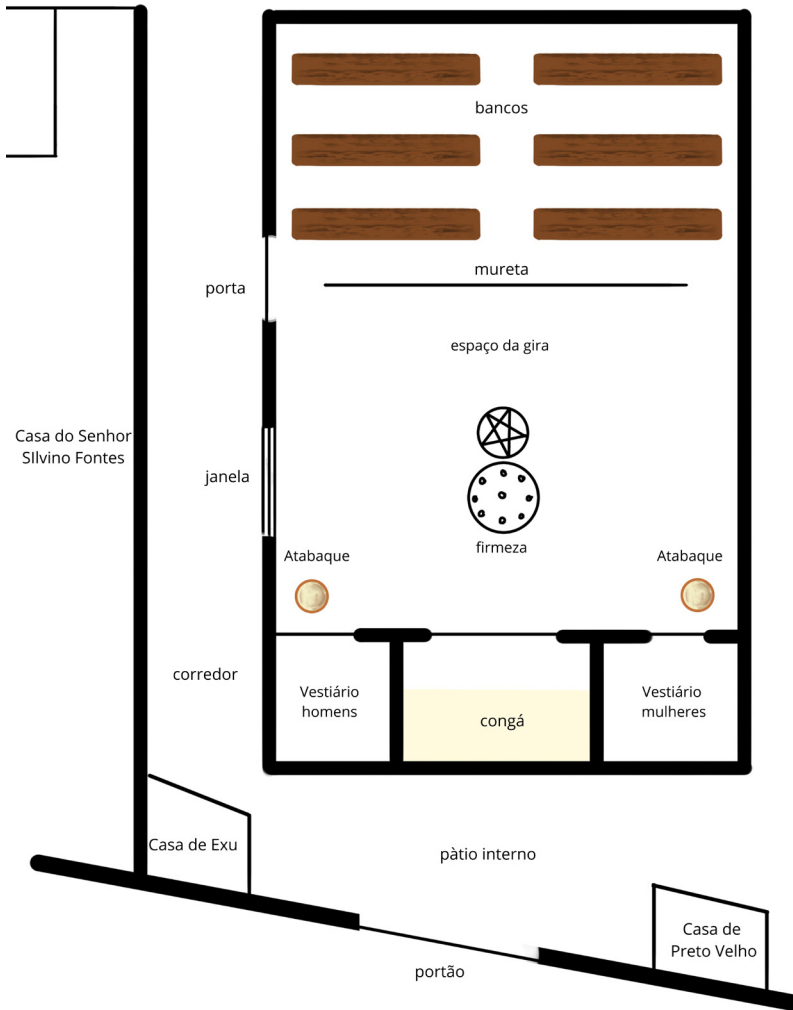 bancos
mureta
porta
espaço da gira
Casa do Senhor
SIlvino Fontes
janela
firmeza
Atabaque
Atabaque
corredor
Vestiário
homens
congá
Vestiário
mulheres
Casa de Exu
pàtio interno
Casa de
Preto Velho
portão